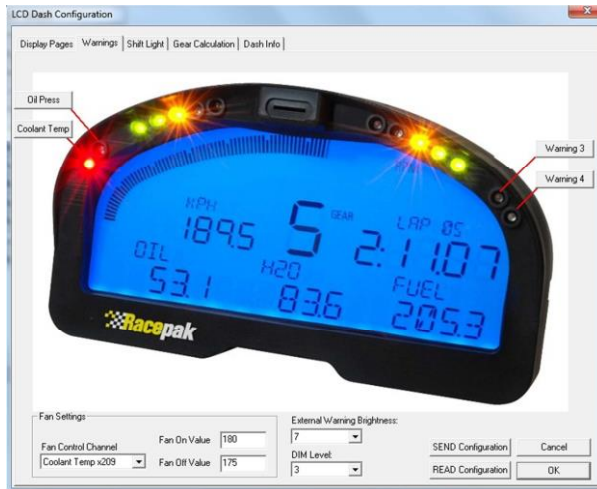 LCD Dash Configuration
Display Pages Warnings Shift Light Gear Calculation Dash Info
Oil Press
Coolant Temp
Warning 3
Warning 4
KPH
189.5
5
GEAR
LAP 05
2:11.07
OIL
53.1
H2O
83.6
FUEL
205.3
Racepak
Fan Settings
Fan Control Channel
Coolant Temp x209
Fan On Value 180
Fan Off Value 175
External Warning Brightness:
7
DIM Level:
3
SEND Configuration Cancel
READ Configuration OK